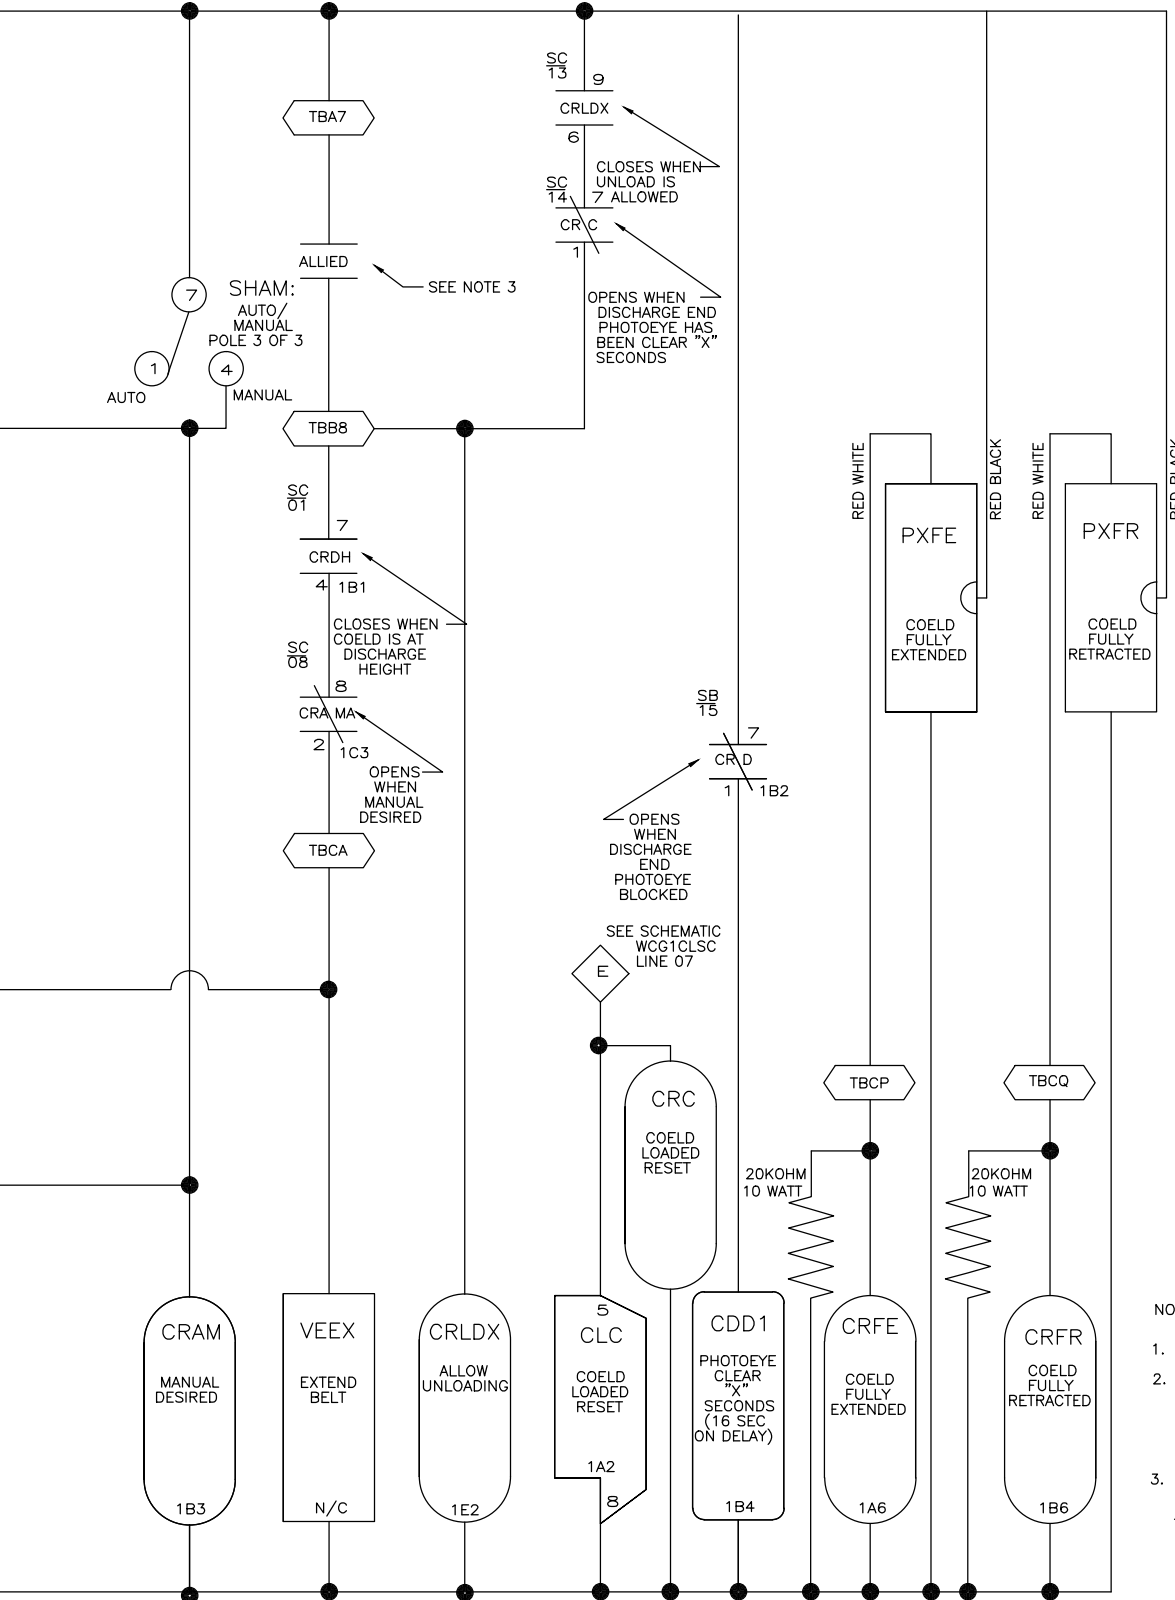 SC
13
9
CRLDX
6
CLOSES WHEN
UNLOAD IS
ALLOWED
SC
14
7
CR C
1
OPENS WHEN
DISCHARGE END
PHOTOEYE HAS
BEEN CLEAR "X"
SECONDS
TBA7
ALLIED
SEE NOTE 3
7
SHAM:
AUTO/
MANUAL
POLE 3 OF 3
1
4
AUTO
MANUAL
TBB8
SC
01
7
CRDH
4 1B1
CLOSES WHEN
COELD IS AT
DISCHARGE
HEIGHT
SC
08
8
CRA MA
2 1C3
OPENS
WHEN
MANUAL
DESIRED
TBCA
SB
15
7
CR D
1 1B2
OPENS
WHEN
DISCHARGE
END
PHOTOEYE
BLOCKED
SEE SCHEMATIC
WCG1CLSC
LINE 07
E
RED WHITE
RED BLACK
PXFE
COELD
FULLY
EXTENDED
RED WHITE
RED BLACK
PXFR
COELD
FULLY
RETRACTED
TBCP
TBCQ
20KOHM
10 WATT
20KOHM
10 WATT
CRC
COELD
LOADED
RESET
CRAM
MANUAL
DESIRED
1B3
VEEX
EXTEND
BELT
N/C
CRLDX
ALLOW
UNLOADING
1E2
5
CLC
COELD
LOADED
RESET
1A2
8
CDD1
PHOTOEYE
CLEAR
"X"
SECONDS
(16 SEC
ON DELAY)
1B4
CRFE
COELD
FULLY
EXTENDED
1A6
CRFR
COELD
FULLY
RETRACTED
1B6
NO
1.
2.
3.